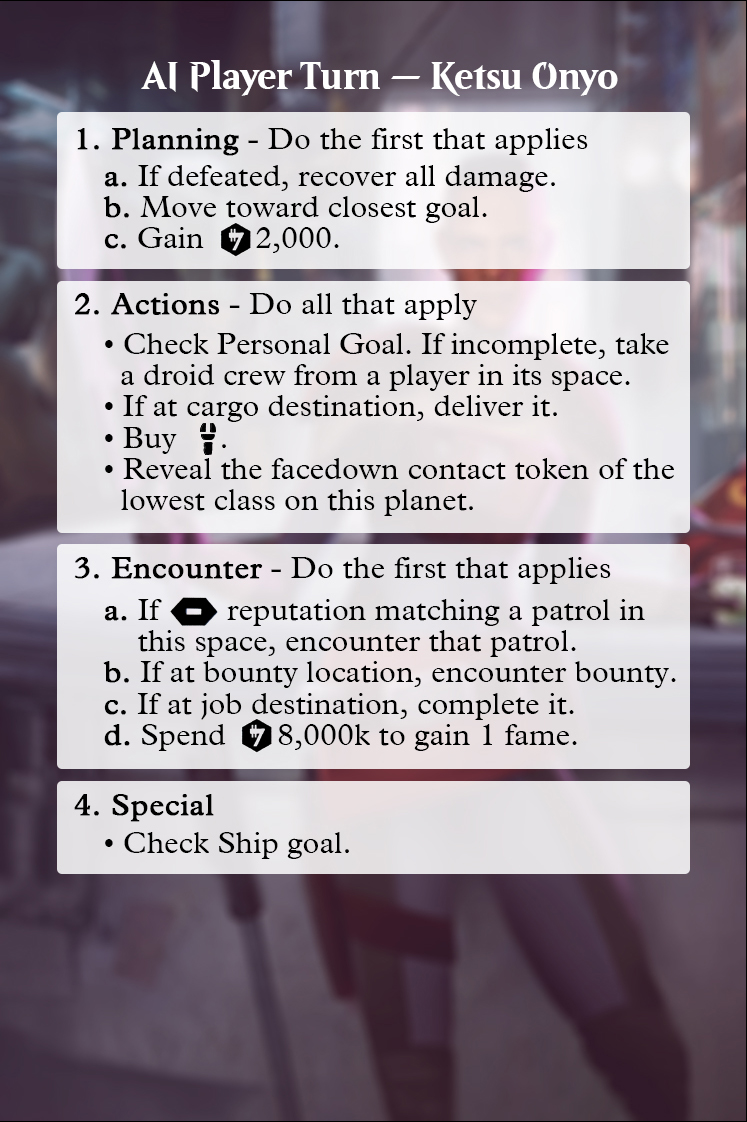 AI Player Turn — Ketsu Onyo
1. Planning - Do the first that applies
a. If defeated, recover all damage.
b. Move toward closest goal.
c. Gain 2,000.
2. Actions - Do all that apply
• Check Personal Goal. If incomplete, take
a droid crew from a player in its space.
• If at cargo destination, deliver it.
• Buy .
• Reveal the facedown contact token of the
lowest class on this planet.
3. Encounter - Do the first that applies
a. If reputation matching a patrol in
this space, encounter that patrol.
b. If at bounty location, encounter bounty.
c. If at job destination, complete it.
d. Spend 8,000k to gain 1 fame.
4. Special
• Check Ship goal.